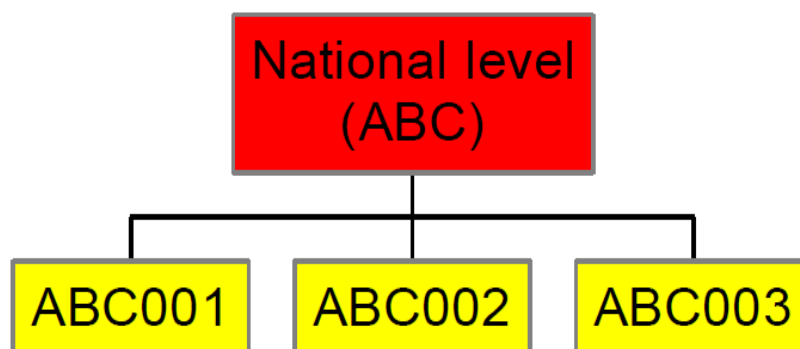 National level
(ABC)
ABC001
ABC002
ABC003